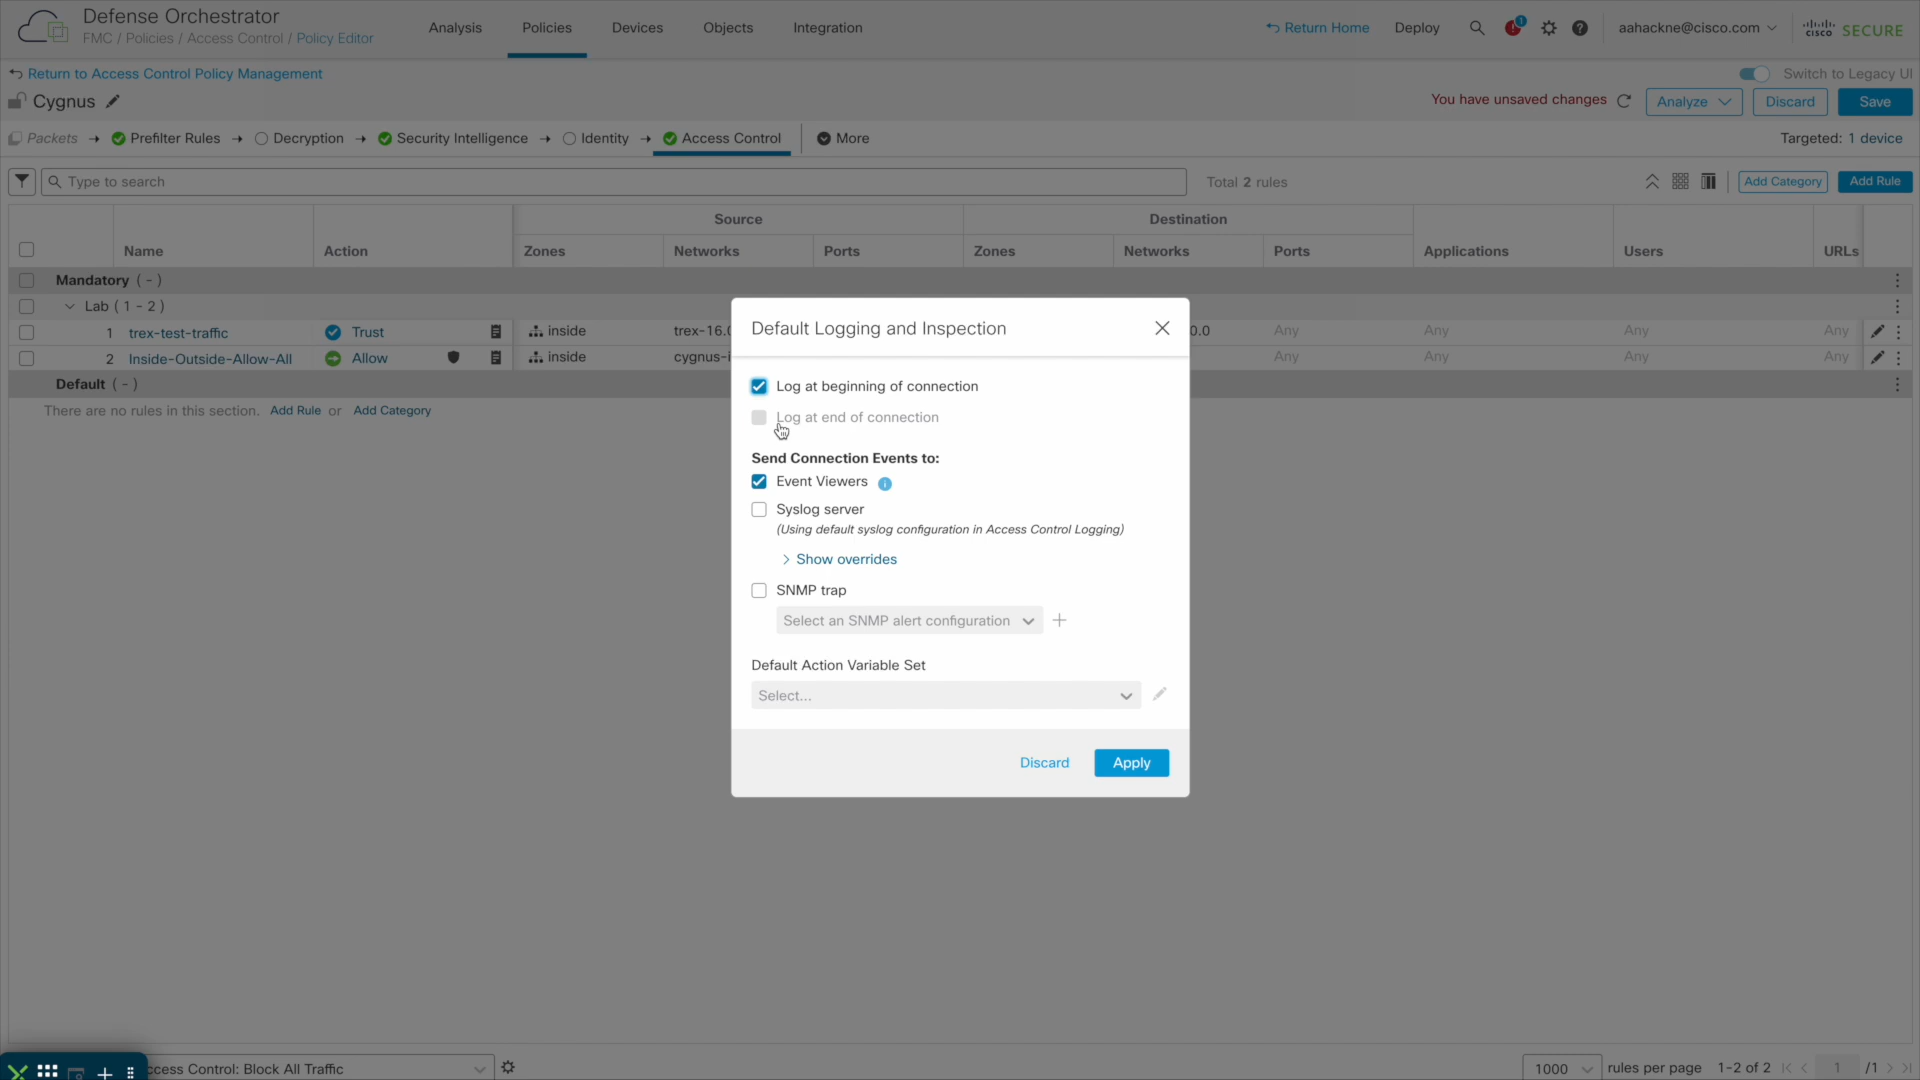 Defense Orchestrator
FMC / Policies / Access Control / Policy Editor
Analysis
Policies
Devices
Objects
Integration
Return Home
Deploy
1
aahackne@cisco.com
cisco SECURE
Return to Access Control Policy Management
Switch to Legacy UI
Cygnus
You have unsaved changes
Analyze
Discard
Save
Packets
Prefilter Rules
Decryption
Security Intelligence
Identity
Access Control
More
Targeted: 1 device
Type to search
Total 2 rules
Add Category
Add Rule
Source
Destination
Name
Action
Zones
Networks
Ports
Zones
Networks
Ports
Applications
Users
URLs
Mandatory ( - )
Lab ( 1 - 2 )
1 trex-test-traffic Trust inside trex-16.0 0.0 Any Any Any Any
2 Inside-Outside-Allow-All Allow inside cygnus-i Any Any Any Any
Default ( - )
There are no rules in this section. Add Rule or Add Category
Default Logging and Inspection
Log at beginning of connection
Log at end of connection
Send Connection Events to:
Event Viewers
Syslog server
(Using default syslog configuration in Access Control Logging)
> Show overrides
SNMP trap
Select an SNMP alert configuration
Default Action Variable Set
Select...
Discard
Apply
ccess Control: Block All Traffic
1000
rules per page
1-2 of 2
1
/1